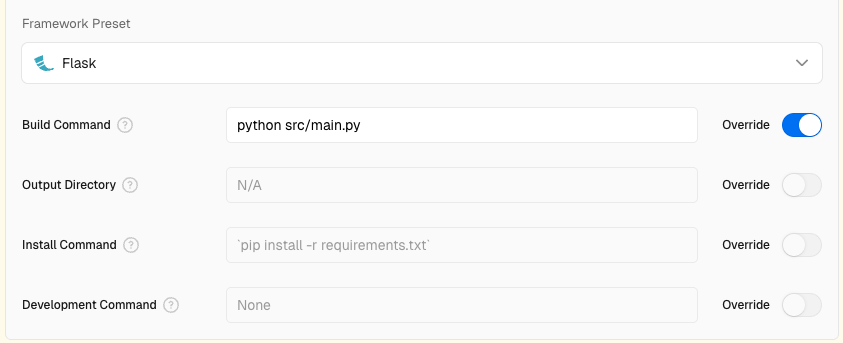 Framework Preset
Flask
Build Command ? python src/main.py Override
Output Directory ? N/A Override
Install Command ? `pip install -r requirements.txt` Override
Development Command ? None Override